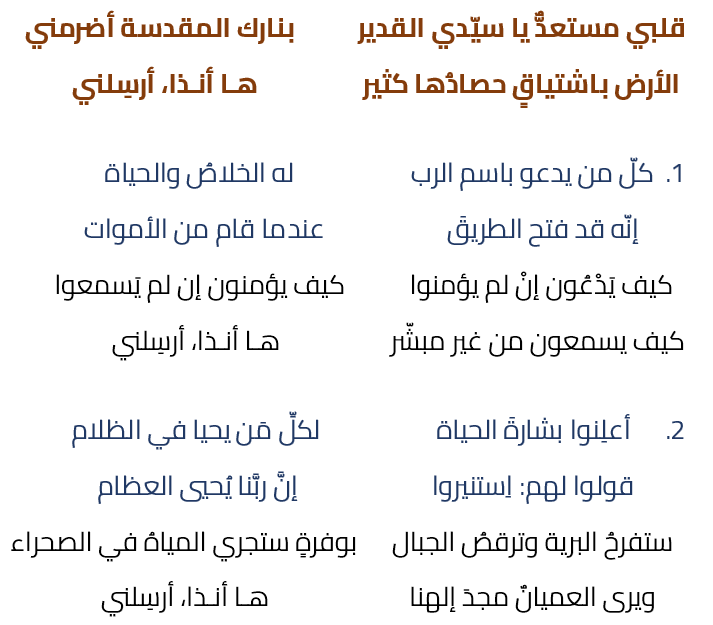 قلبي مستعدٌّ يا سيّدي القدير بنارك المقدسة أضرمني
الأرض باشتياقٍ حصادُها كثير هـا أنـذا، أرسِلني
1. كلّ من يدعو باسم الرب له الخلاصُ والحياة
إنّه قد فتح الطريقَ عندما قام من الأموات
كيف يَدْعُون إنْ لم يؤمنوا كيف يؤمنون إن لم يَسمعوا
كيف يسمعون من غير مبشّر هـا أنـذا، أرسِلني
2. أعلِنوا بشارةَ الحياة لكلِّ مَن يحيا في الظلام
قولوا لهم: اِستنيروا إنَّ ربَّنا يُحيى العظام
ستفرحُ البرية وترقصُ الجبال بوفرةٍ ستجري المياهُ في الصحراء
ويرى العميانُ مجدَ إلهنا هـا أنـذا، أرسِلني